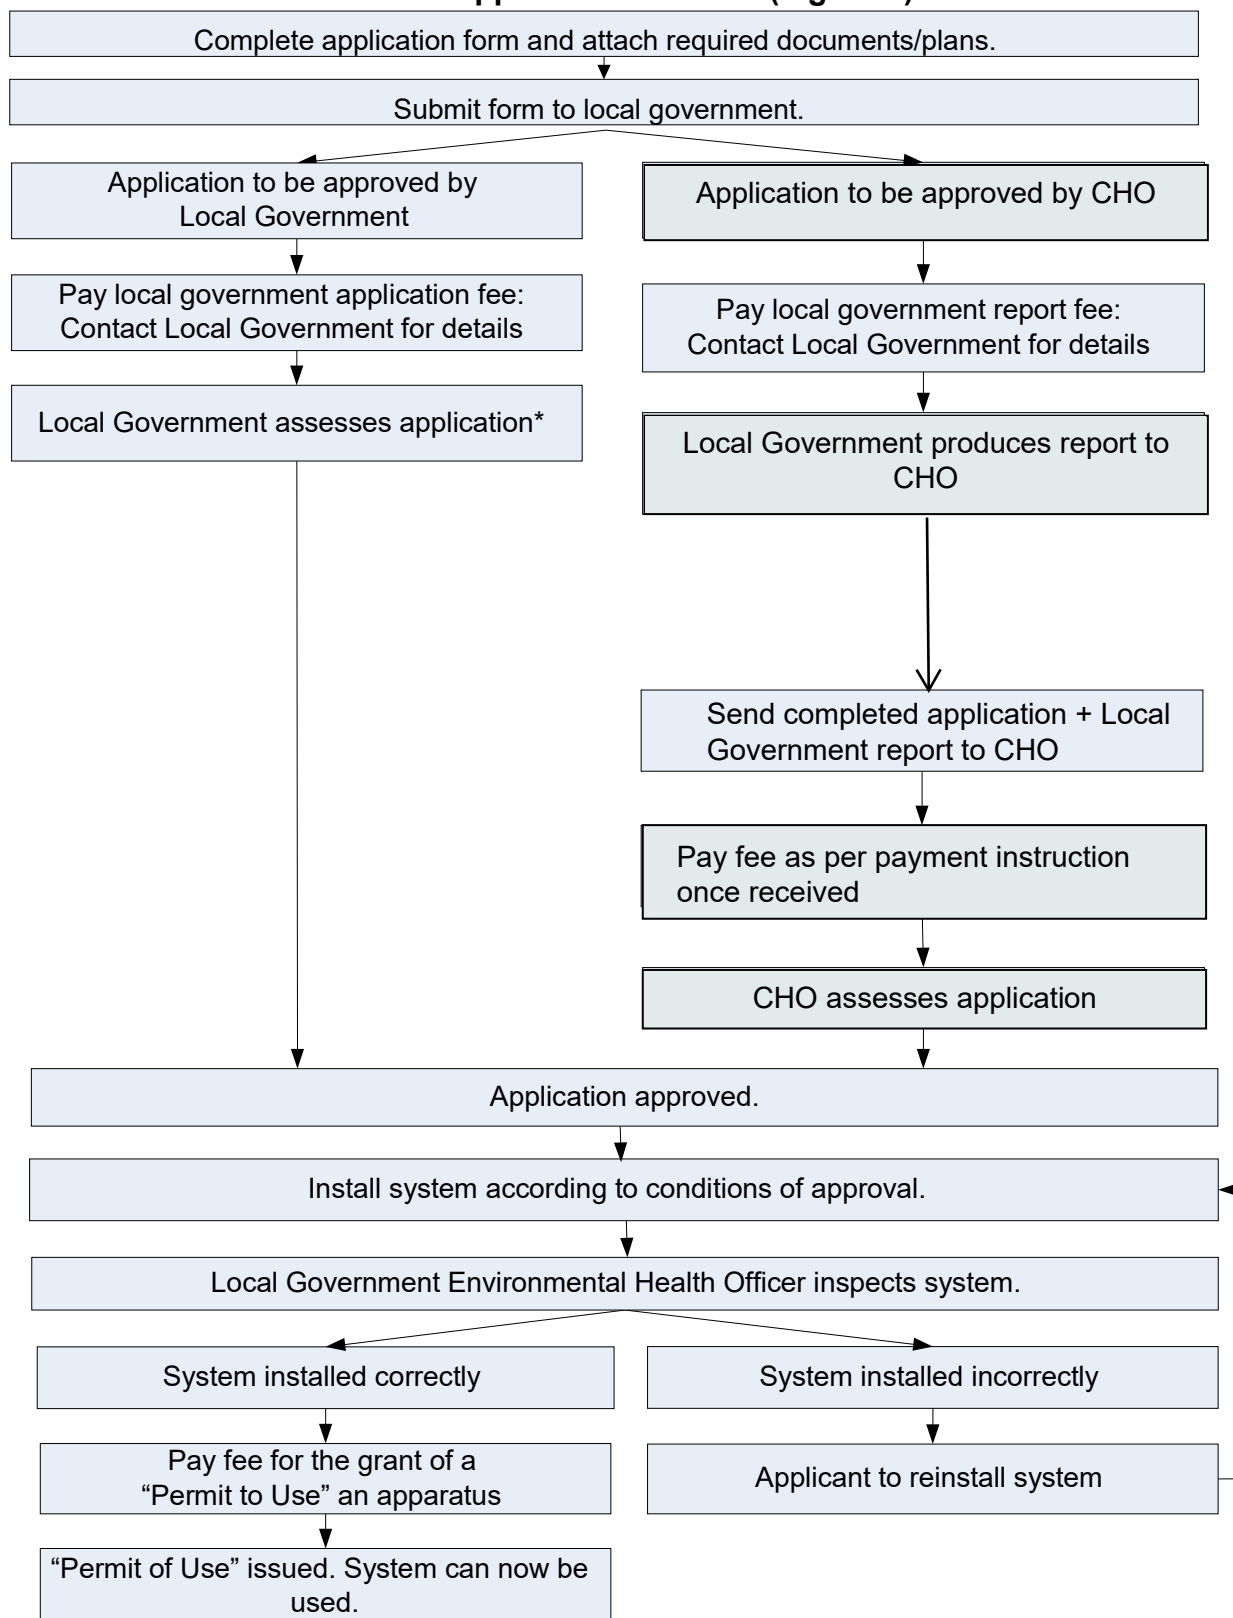 Complete application form and attach required documents/plans.
Submit form to local government.
Application to be approved by
Local Government
Application to be approved by CHO
Pay local government application fee:
Contact Local Government for details
Pay local government report fee:
Contact Local Government for details
Local Government assesses application*
Local Government produces report to
CHO
Send completed application + Local
Government report to CHO
Pay fee as per payment instruction
once received
CHO assesses application
Application approved.
Install system according to conditions of approval.
Local Government Environmental Health Officer inspects system.
System installed correctly
System installed incorrectly
Pay fee for the grant of a
“Permit to Use” an apparatus
Applicant to reinstall system
“Permit of Use” issued. System can now be
used.